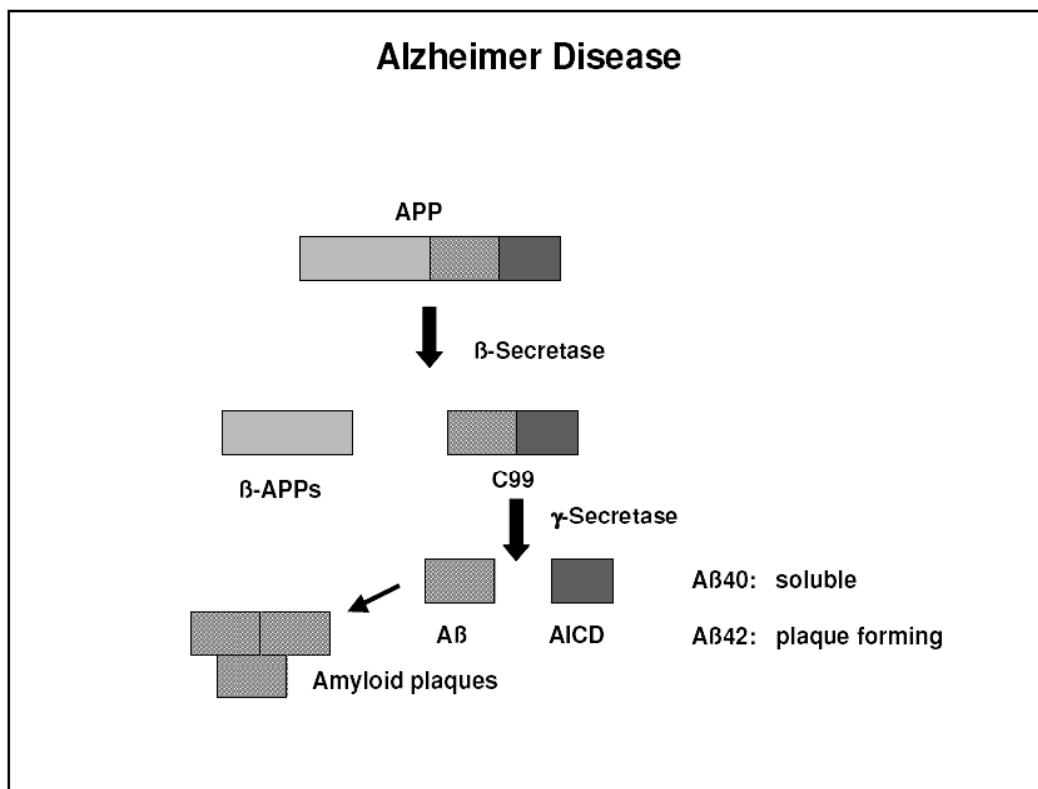 Alzheimer Disease
APP
ß-Secretase
ß-APPs
C99
γ-Secretase
Aß
AICD
Aß40: soluble
Aß42: plaque forming
Amyloid plaques